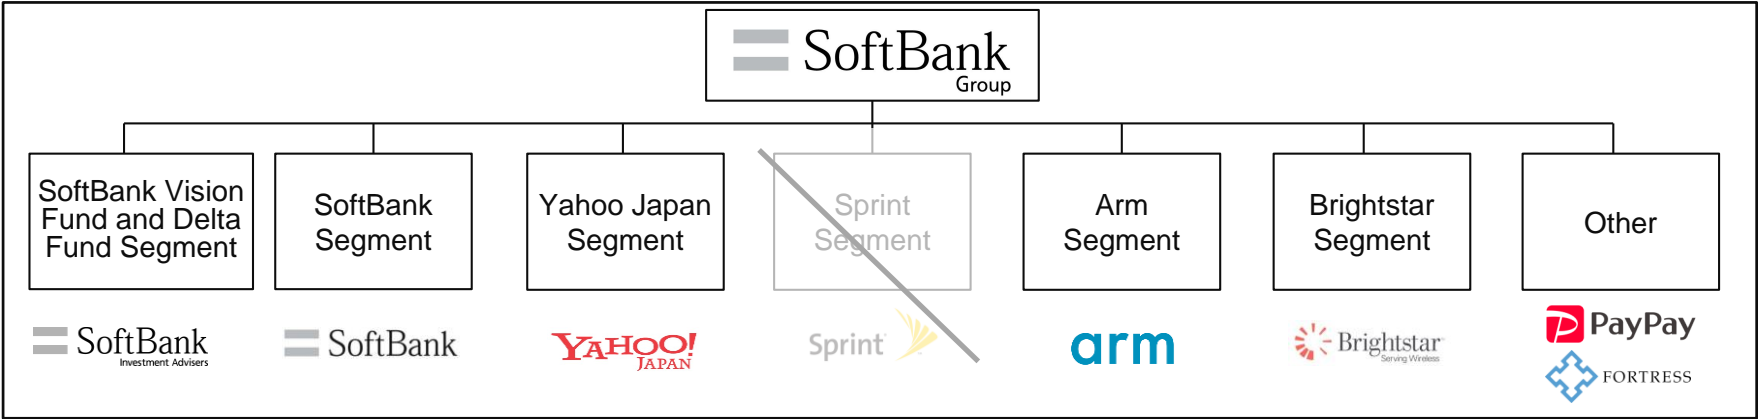 SoftBank
Group
SoftBank Vision
Fund and Delta
Fund Segment
SoftBank
Segment
Yahoo Japan
Segment
Sprint
Segment
Arm
Segment
Brightstar
Segment
Other
SoftBank
Investment Advisers
SoftBank
YAHOO!
JAPAN
Sprint
arm
Brightstar
Serving Wireless
PayPay
FORTRESS